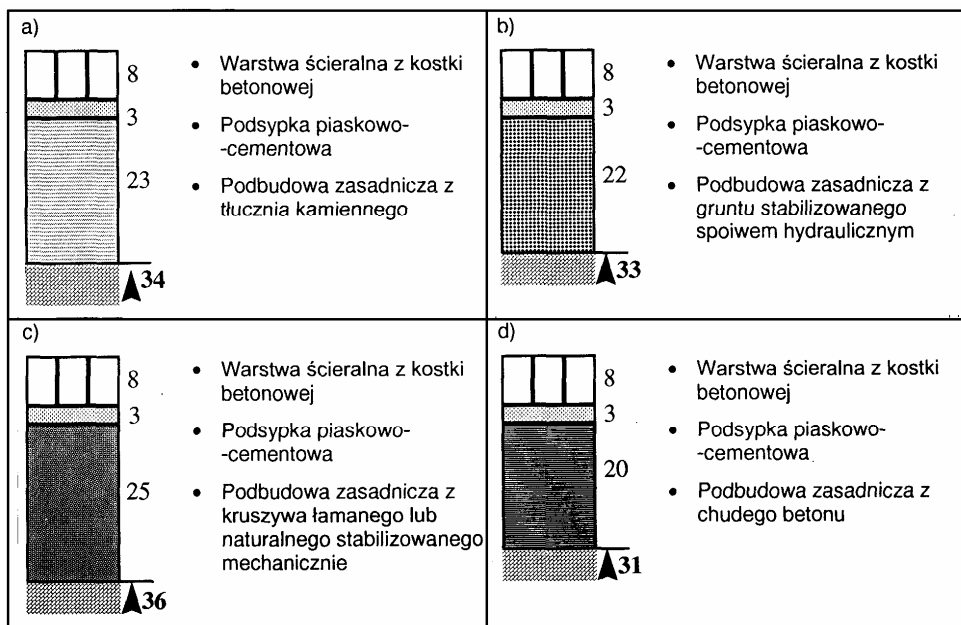 a)
8
3
23
34
• Warstwa ścieralna z kostki
betonowej
• Podsypka piaskowo-
-cementowa
• Podbudowa zasadnicza z
tłucznia kamiennego
b)
8
3
22
33
• Warstwa ścieralna z kostki
betonowej
• Podsypka piaskowo-
-cementowa
• Podbudowa zasadnicza z
gruntu stabilizowanego
spoiwem hydraulicznym
c)
8
3
25
36
• Warstwa ścieralna z kostki
betonowej
• Podsypka piaskowo-
-cementowa
• Podbudowa zasadnicza z
kruszywa łamanego lub
naturalnego stabilizowanego
mechanicznie
d)
8
3
20
31
• Warstwa ścieralna z kostki
betonowej
• Podsypka piaskowo-
-cementowa
• Podbudowa zasadnicza z
chudego betonu